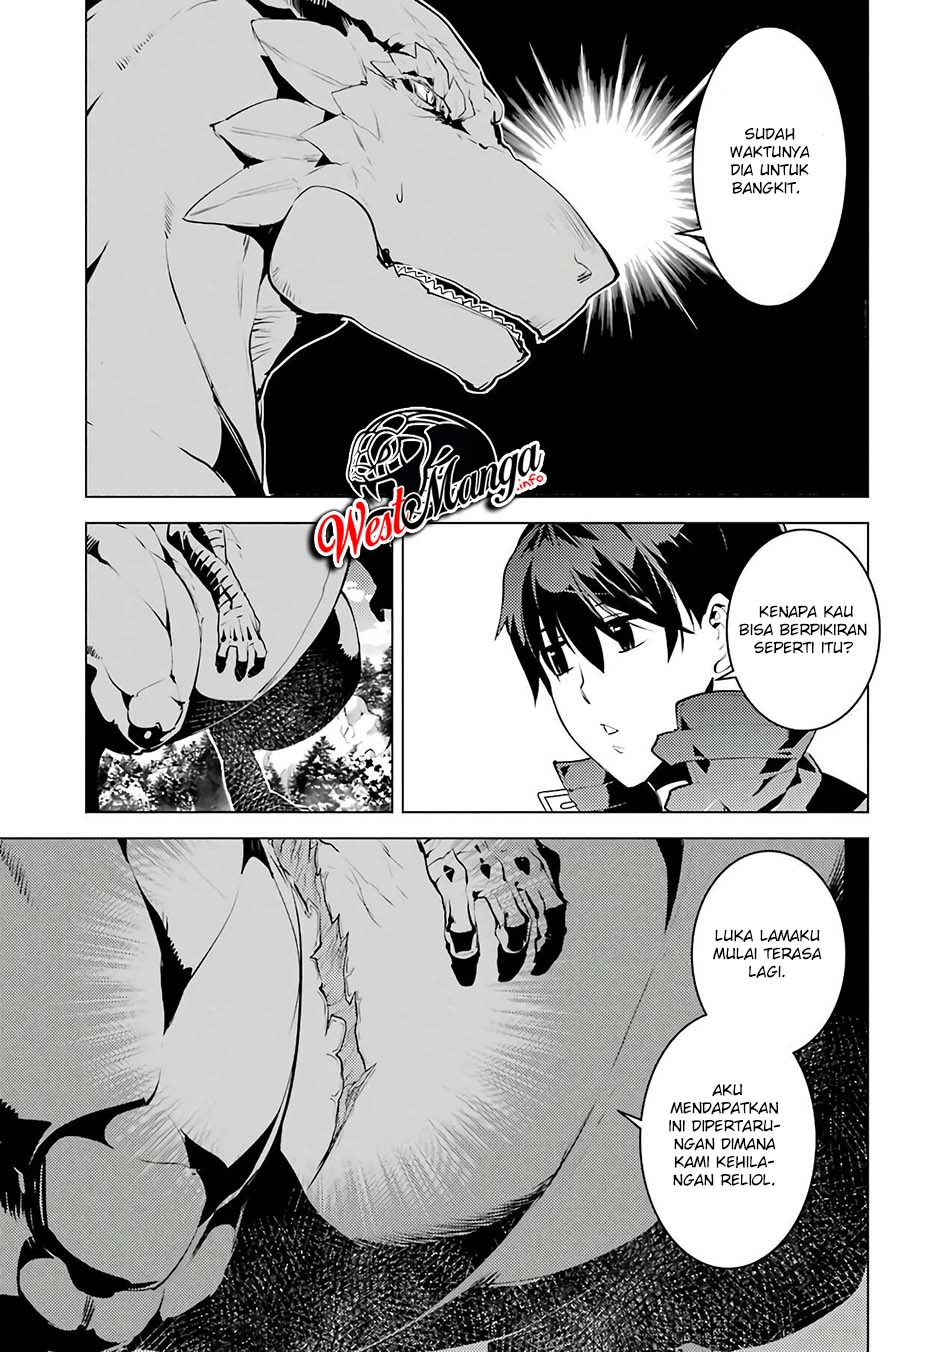 SUDAH
WAKTUNYA
DIA UNTUK
BANGKIT.
WestManga
.info
KENAPA KAU
BISA BERPIKIRAN
SEPERTI ITU?
LUKA LAMAKU
MULAI TERASA
LAGI.
AKU
MENDAPATKAN
INI DIPERTARU-
NGAN DIMANA
KAMI KEHILA-
NGAN RELIOL.